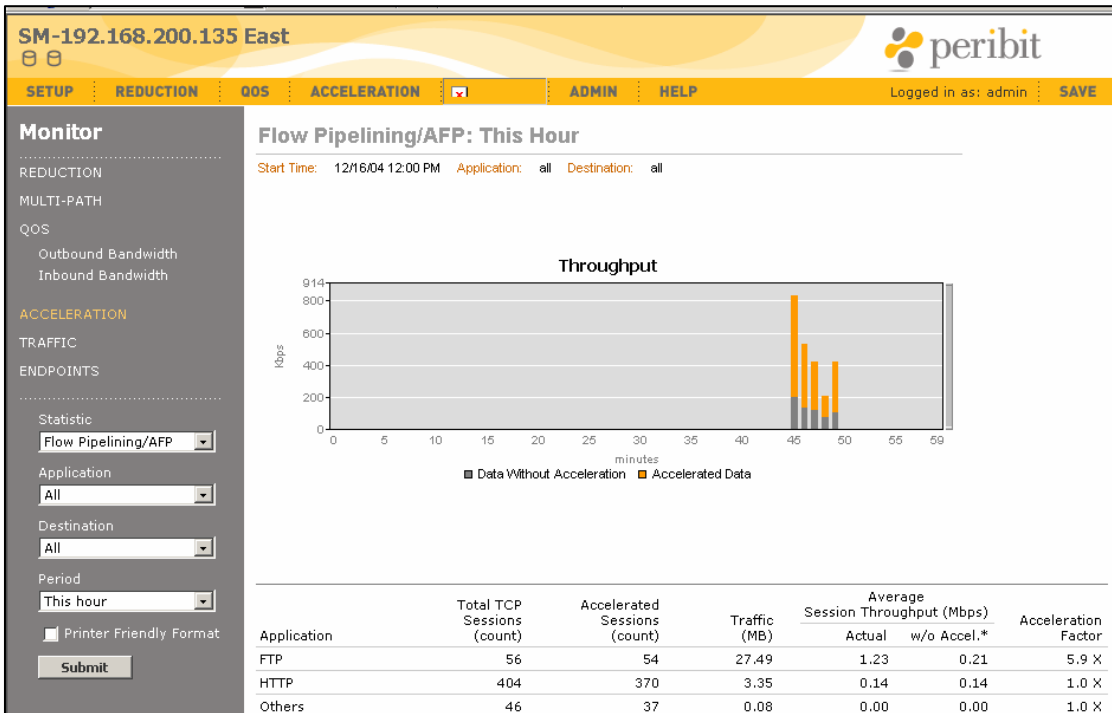 SM-192.168.200.135 East
peribit
SETUP REDUCTION QOS ACCELERATION ADMIN HELP Logged in as: admin SAVE
Monitor
REDUCTION
MULTI-PATH
QOS
Outbound Bandwidth
Inbound Bandwidth
ACCELERATION
TRAFFIC
ENDPOINTS
Statistic
Flow Pipelining/AFP
Application
All
Destination
All
Period
This hour
Printer Friendly Format
Submit
Flow Pipelining/AFP: This Hour
Start Time: 12/16/04 12:00 PM Application: all Destination: all
Throughput
914
800
600
400
200
0
Kbps
0 5 10 15 20 25 30 35 40 45 50 55 59
minutes
Data Without Acceleration Accelerated Data
Average
Total TCP Accelerated Session Throughput (Mbps)
Sessions Sessions Traffic Acceleration
Application (count) (count) (MB) Actual w/o Accel.* Factor
FTP 56 54 27.49 1.23 0.21 5.9 X
HTTP 404 370 3.35 0.14 0.14 1.0 X
Others 46 37 0.08 0.00 0.00 1.0 X